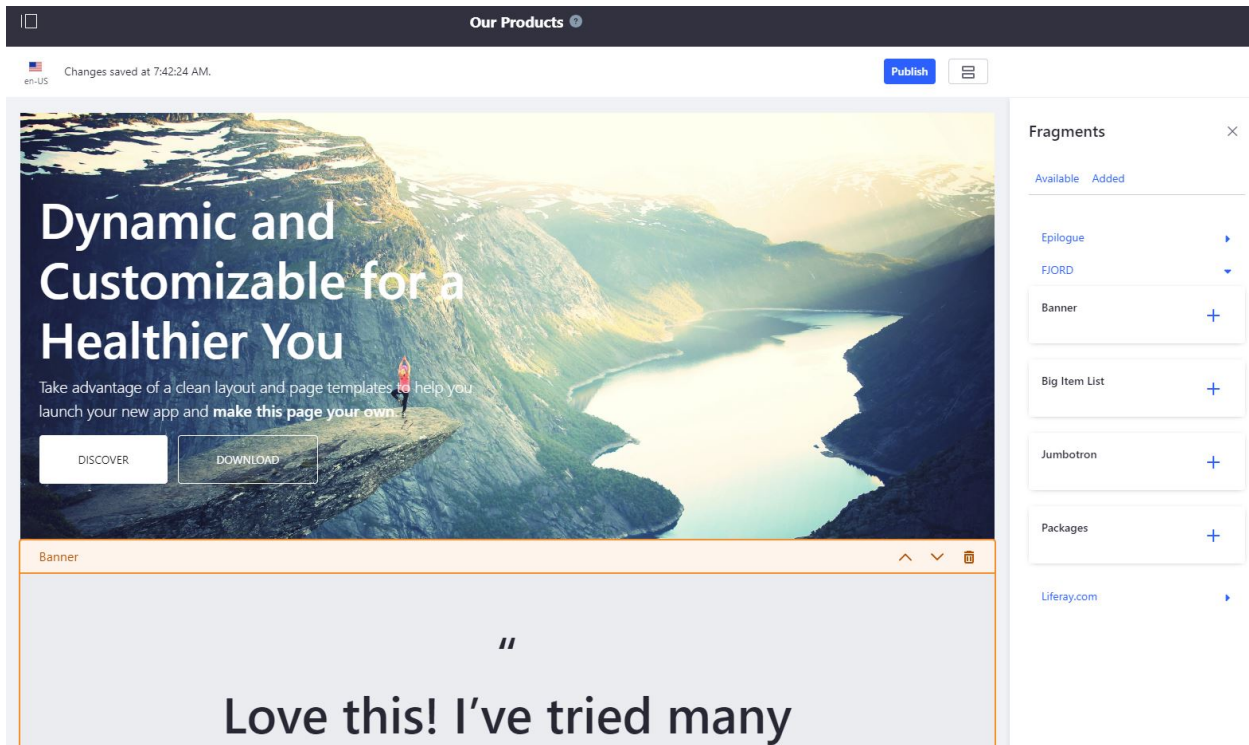 Our Products ?
en-US
Changes saved at 7:42:24 AM.
Publish
Dynamic and
Customizable for a
Healthier You
Take advantage of a clean layout and page templates to help you
launch your new app and make this page your own.
DISCOVER
DOWNLOAD
Banner
“
Love this! I’ve tried many
Fragments
Available
Added
Epilogue
FJORD
Banner
Big Item List
Jumbotron
Packages
Liferay.com